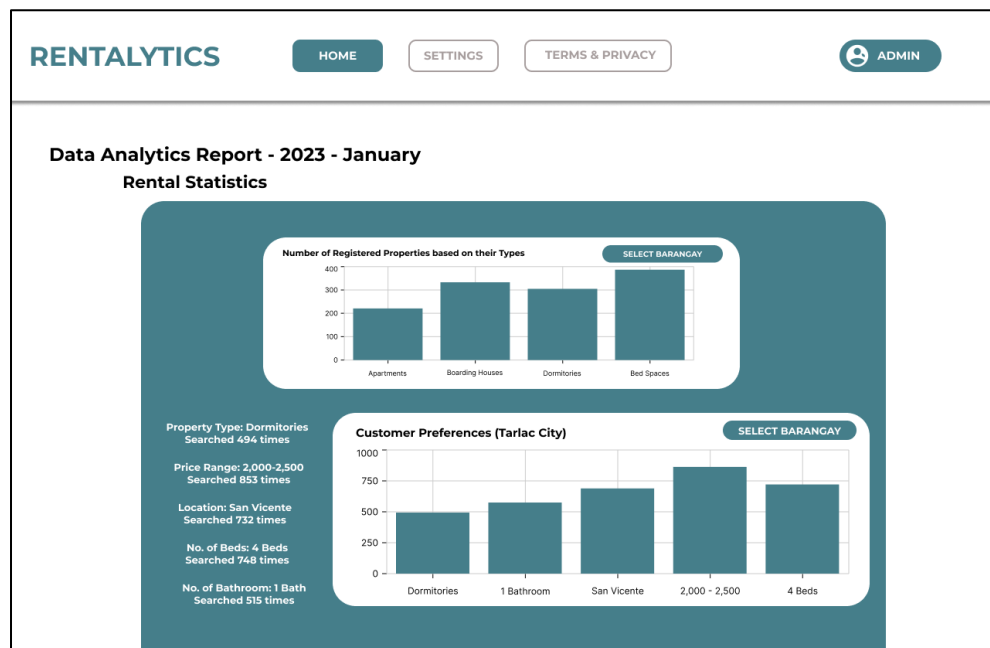 RENTALYTICS
HOME
SETTINGS
TERMS & PRIVACY
ADMIN
Data Analytics Report - 2023 - January
Rental Statistics
Number of Registered Properties based on their Types
SELECT BARANGAY
400
300
200
100
0
Apartments
Boarding Houses
Dormitories
Bed Spaces
Property Type: Dormitories
Searched 494 times
Price Range: 2,000-2,500
Searched 853 times
Location: San Vicente
Searched 732 times
No. of Beds: 4 Beds
Searched 748 times
No. of Bathroom: 1 Bath
Searched 515 times
Customer Preferences (Tarlac City)
SELECT BARANGAY
1000
750
500
250
0
Dormitories
1 Bathroom
San Vicente
2,000 - 2,500
4 Beds